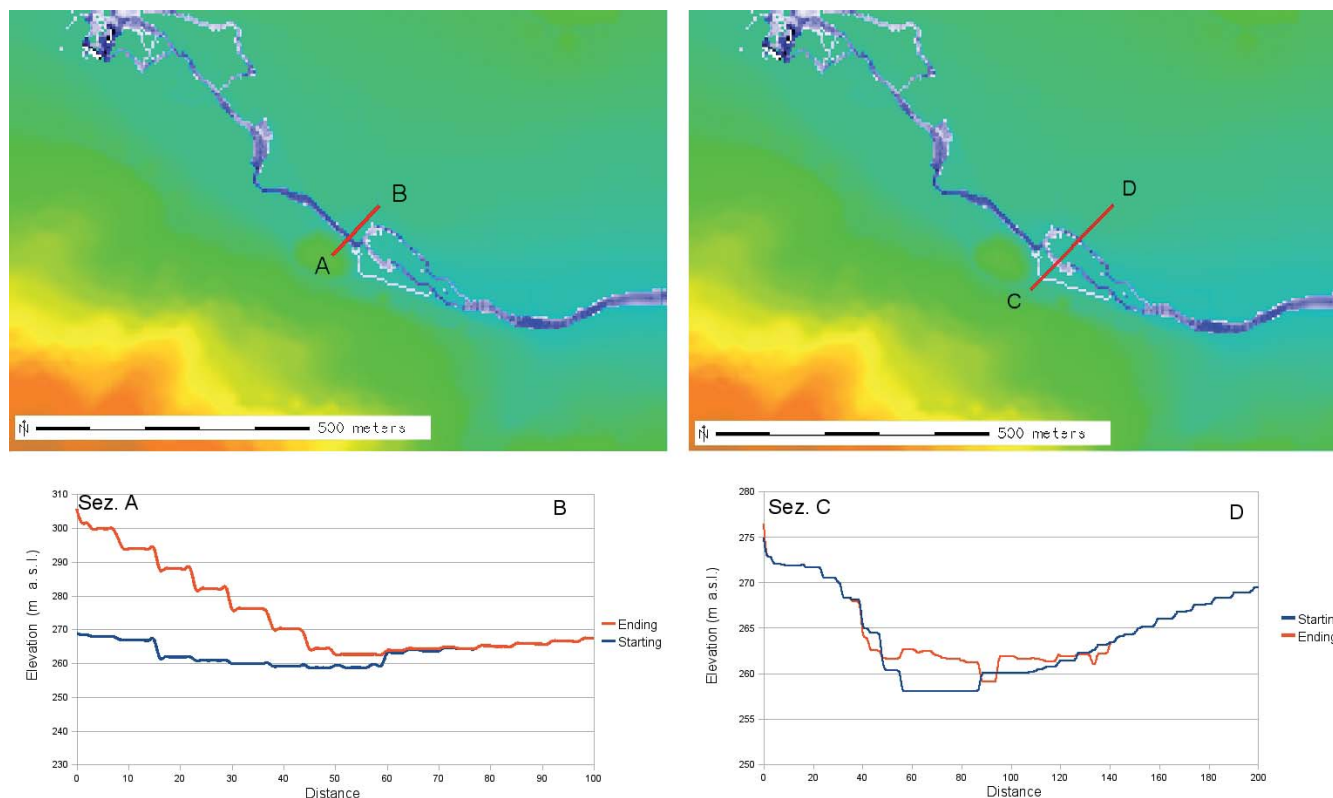 B
A
N
500 meters
D
C
N
500 meters
Sez. A
B
310
300
290
280
270
260
250
240
230
Elevation (m a. s. l.)
0 10 20 30 40 50 60 70 80 90 100
Distance
Ending
Starting
Sez. C
D
280
275
270
265
260
255
250
Elevation (m a.s.l.)
0 20 40 60 80 100 120 140 160 180 200
Distance
Starting
Ending